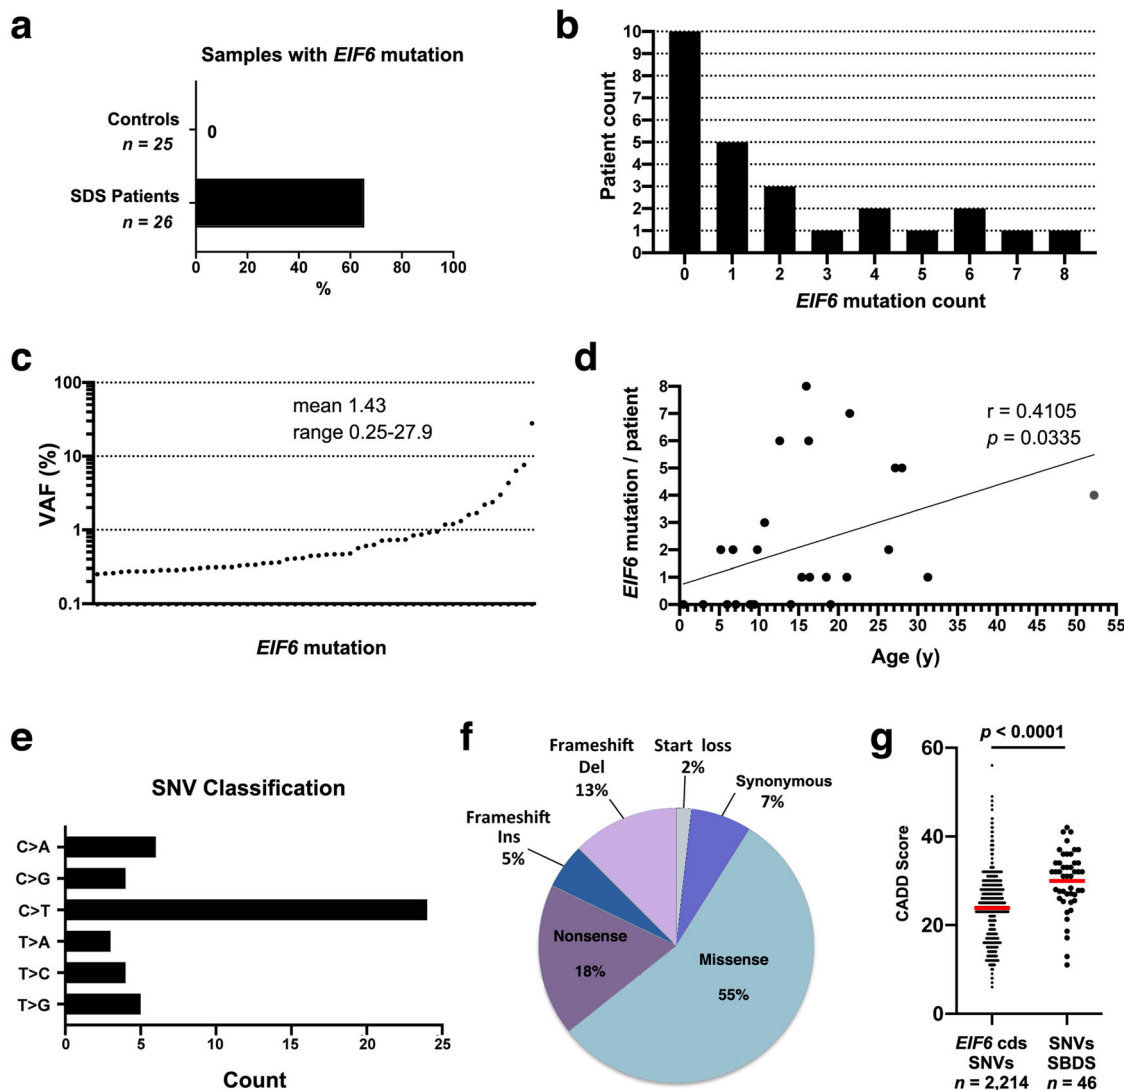 a
Samples with EIF6 mutation
Controls
n = 25
0
SDS Patients
n = 26
0 20 40 60 80 100
%
b
Patient count
10
9
8
7
6
5
4
3
2
1
0
0 1 2 3 4 5 6 7 8
EIF6 mutation count
c
VAF (%)
100
10
1
0.1
mean 1.43
range 0.25-27.9
EIF6 mutation
d
EIF6 mutation / patient
8
7
6
5
4
3
2
1
0
r = 0.4105
p = 0.0335
0 5 10 15 20 25 30 35 40 45 50 55
Age (y)
e
SNV Classification
C>A
C>G
C>T
T>A
T>C
T>G
0 5 10 15 20 25
Count
f
Frameshift
Del
13%
Start loss
2%
Synonymous
7%
Frameshift
Ins
5%
Nonsense
18%
Missense
55%
g
p < 0.0001
CADD Score
60
40
20
0
EIF6 cds
SNVs
n = 2,214
SNVs
SBDS
n = 46